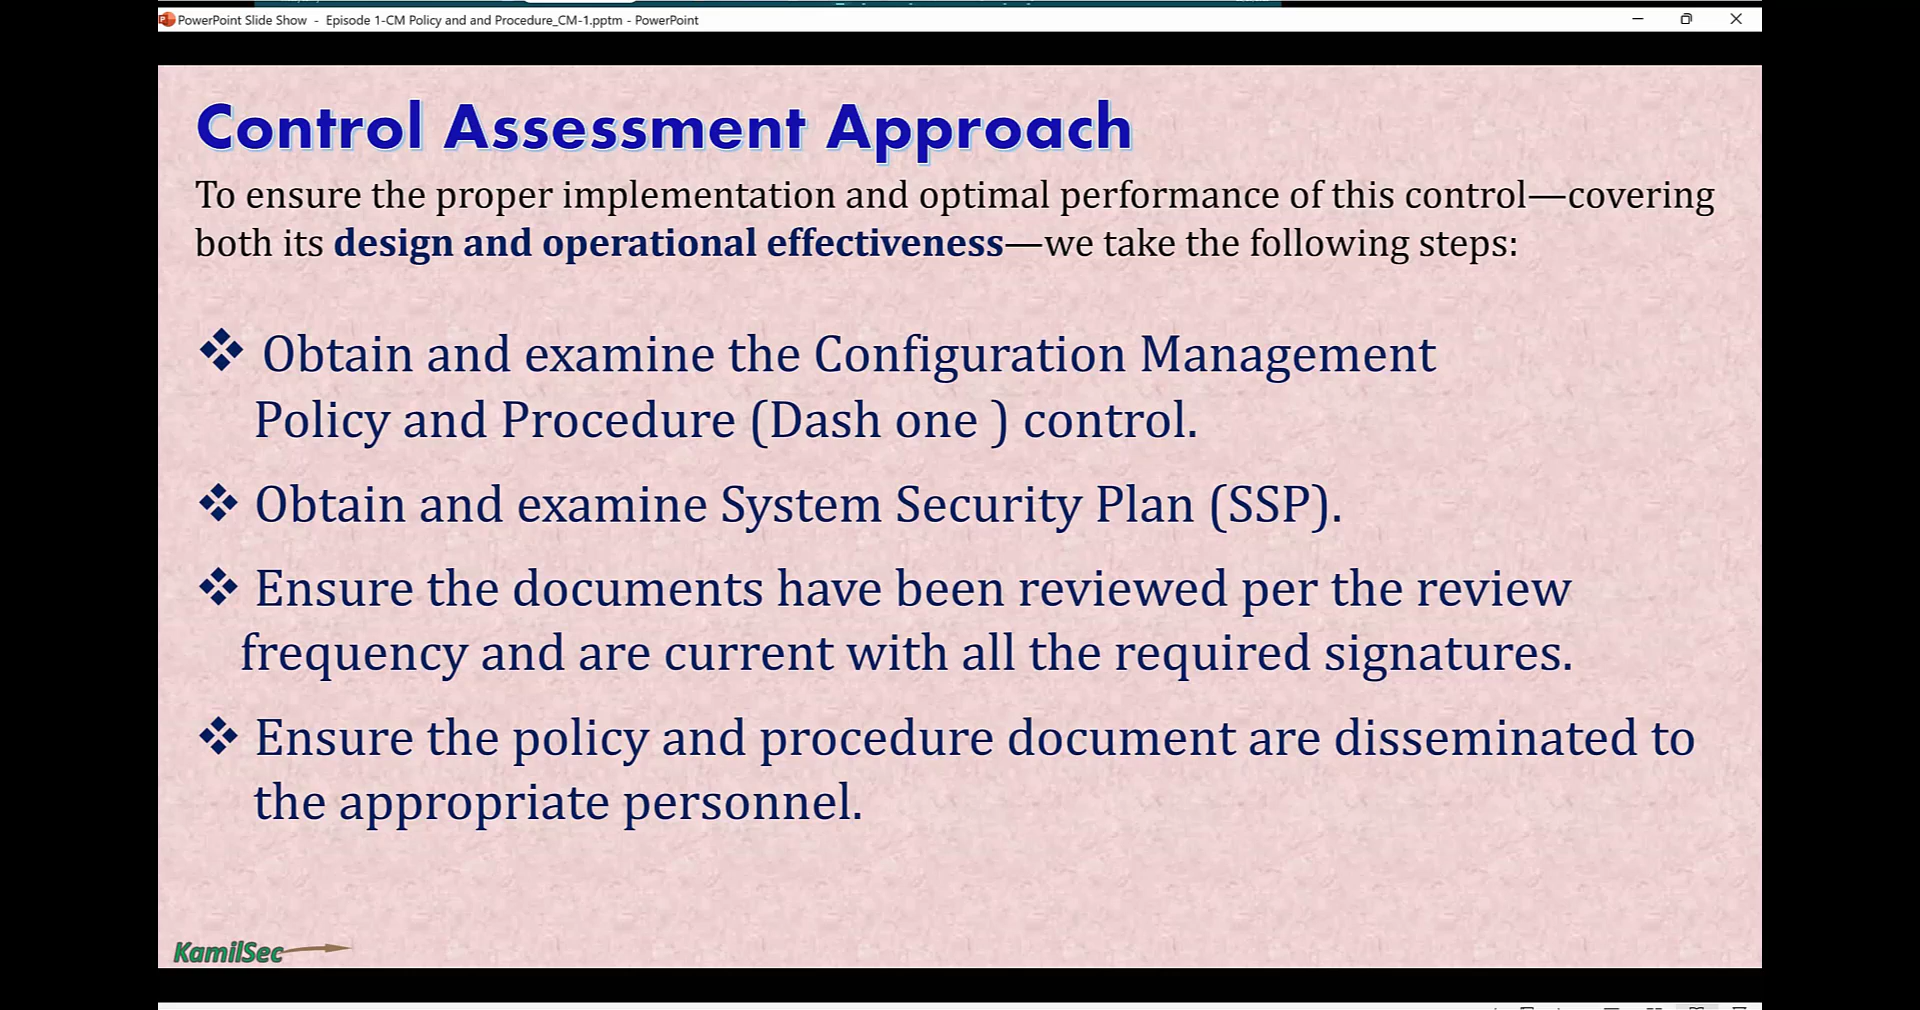 PowerPoint Slide Show - Episode 1-CM Policy and and Procedure_CM-1.pptm - PowerPoint
Control Assessment Approach
To ensure the proper implementation and optimal performance of this control—covering
both its design and operational effectiveness—we take the following steps:
❖ Obtain and examine the Configuration Management
Policy and Procedure (Dash one ) control.
❖ Obtain and examine System Security Plan (SSP).
❖ Ensure the documents have been reviewed per the review
frequency and are current with all the required signatures.
❖ Ensure the policy and procedure document are disseminated to
the appropriate personnel.
KamilSec